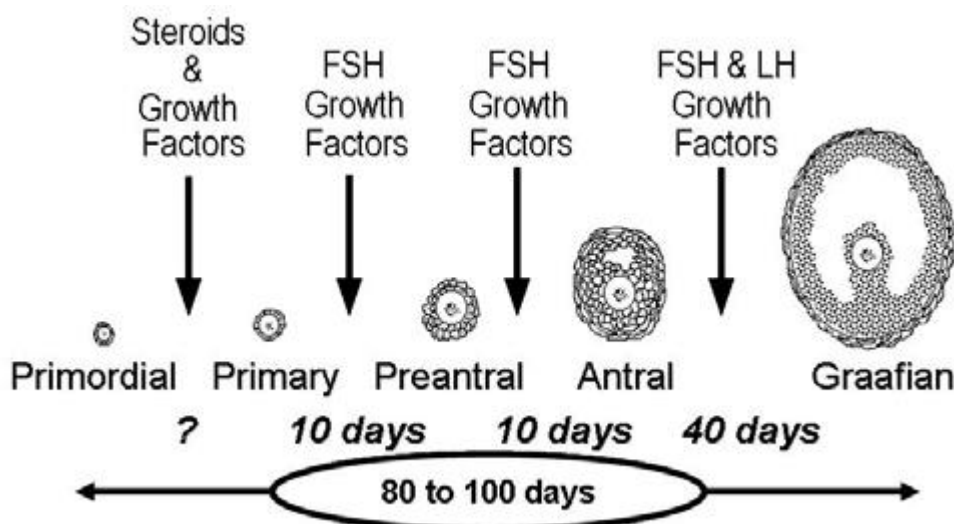 Steroids
&
Growth
Factors
FSH
Growth
Factors
FSH
Growth
Factors
FSH & LH
Growth
Factors
Primordial Primary Preantral Antral Graafian
? 10 days 10 days 40 days
80 to 100 days